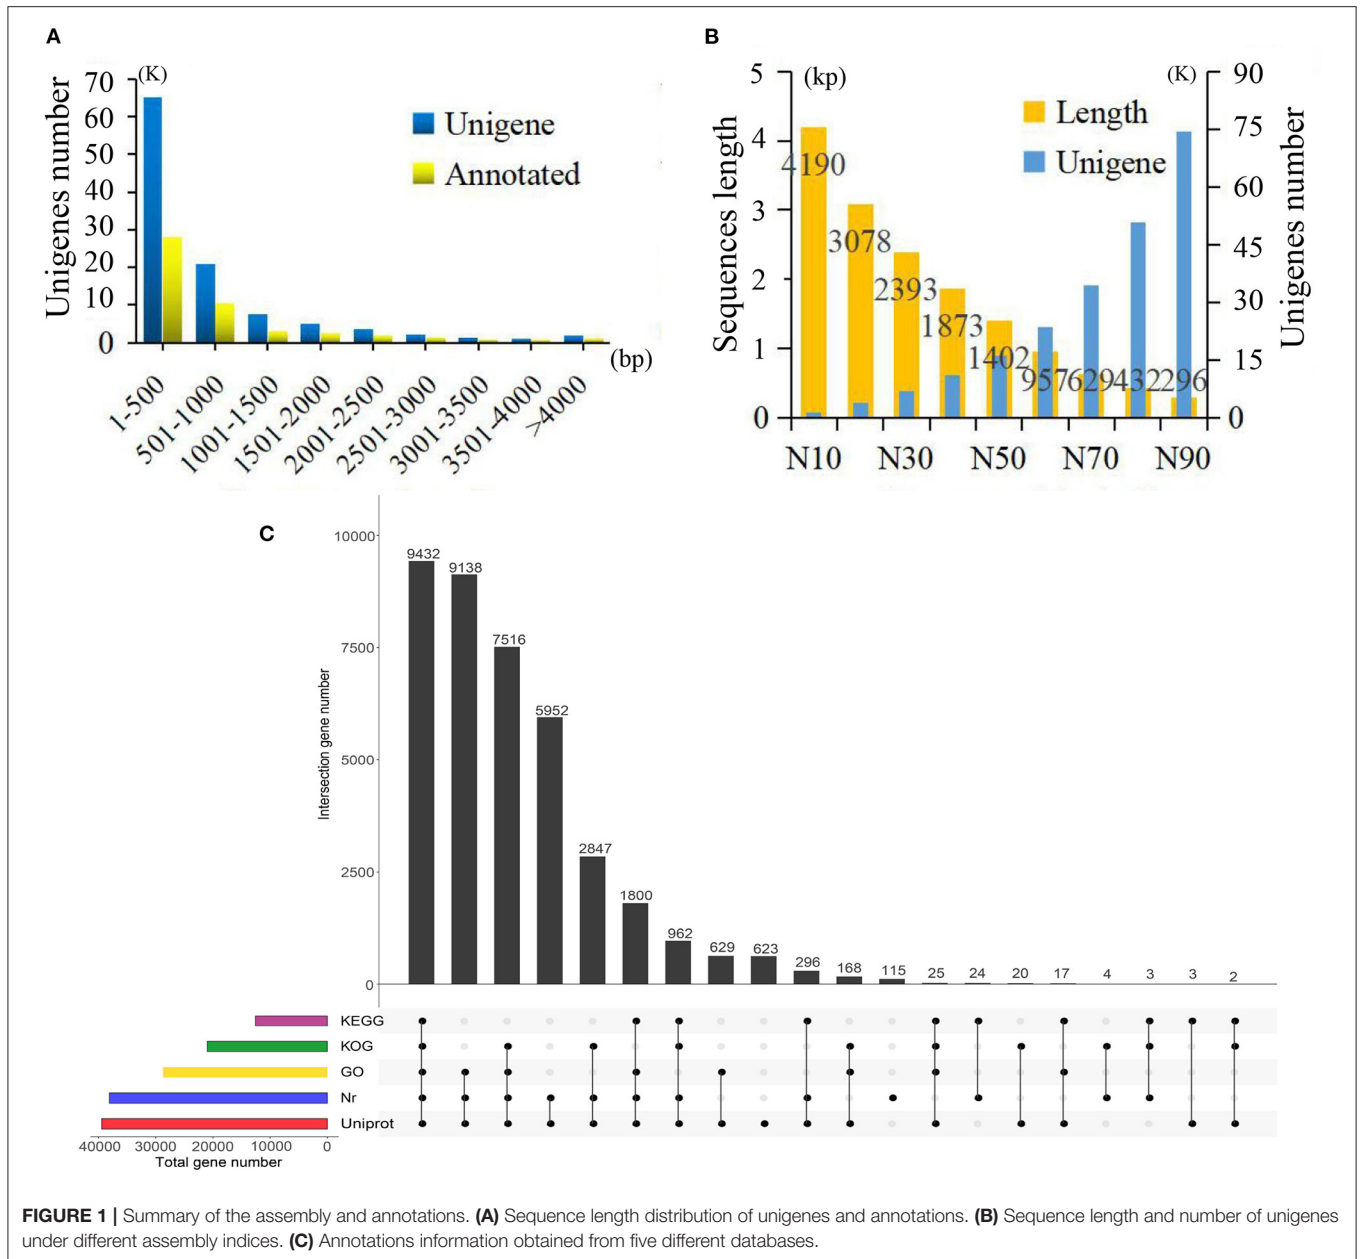 A
(K)
Unigenes number
70
60
50
40
30
20
10
0
Unigene
Annotated
(bp)
1-500
501-1000
1001-1500
1501-2000
2001-2500
2501-3000
3001-3500
3501-4000
>4000
B
(kp)
(K)
Sequences length
5
4
3
2
1
0
Length
Unigene
4190
3078
2393
1873
1402
957
629
432
296
90
75
60
45
30
15
0
Unigenes number
N10 N30 N50 N70 N90
C
Intersection gene number
10000
7500
5000
2500
0
9432
9138
7516
5952
2847
1800
962
629
623
296
168
115
25
24
20
17
4
3
3
2
KEGG
KOG
GO
Nr
Uniprot
40000 30000 20000 10000 0
Total gene number
FIGURE 1 | Summary of the assembly and annotations. (A) Sequence length distribution of unigenes and annotations. (B) Sequence length and number of unigenes
under different assembly indices. (C) Annotations information obtained from five different databases.